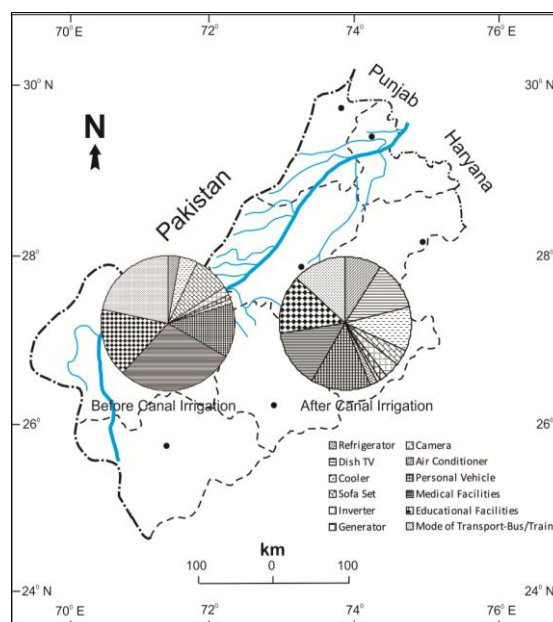 70° E
72°
74°
76° E
30° N
30° N
Punjab
N
Haryana
Pakistan
28°
28°
Before Canal Irrigation
After Canal Irrigation
26°
26°
Refrigerator
Camera
Dish TV
Air Conditioner
Cooler
Personal Vehicle
Sofa Set
Medical Facilities
Inverter
Educational Facilities
Generator
Mode of Transport-Bus/Train
km
100 0 100
24° N
24° N
70° E
72°
74°
76° E